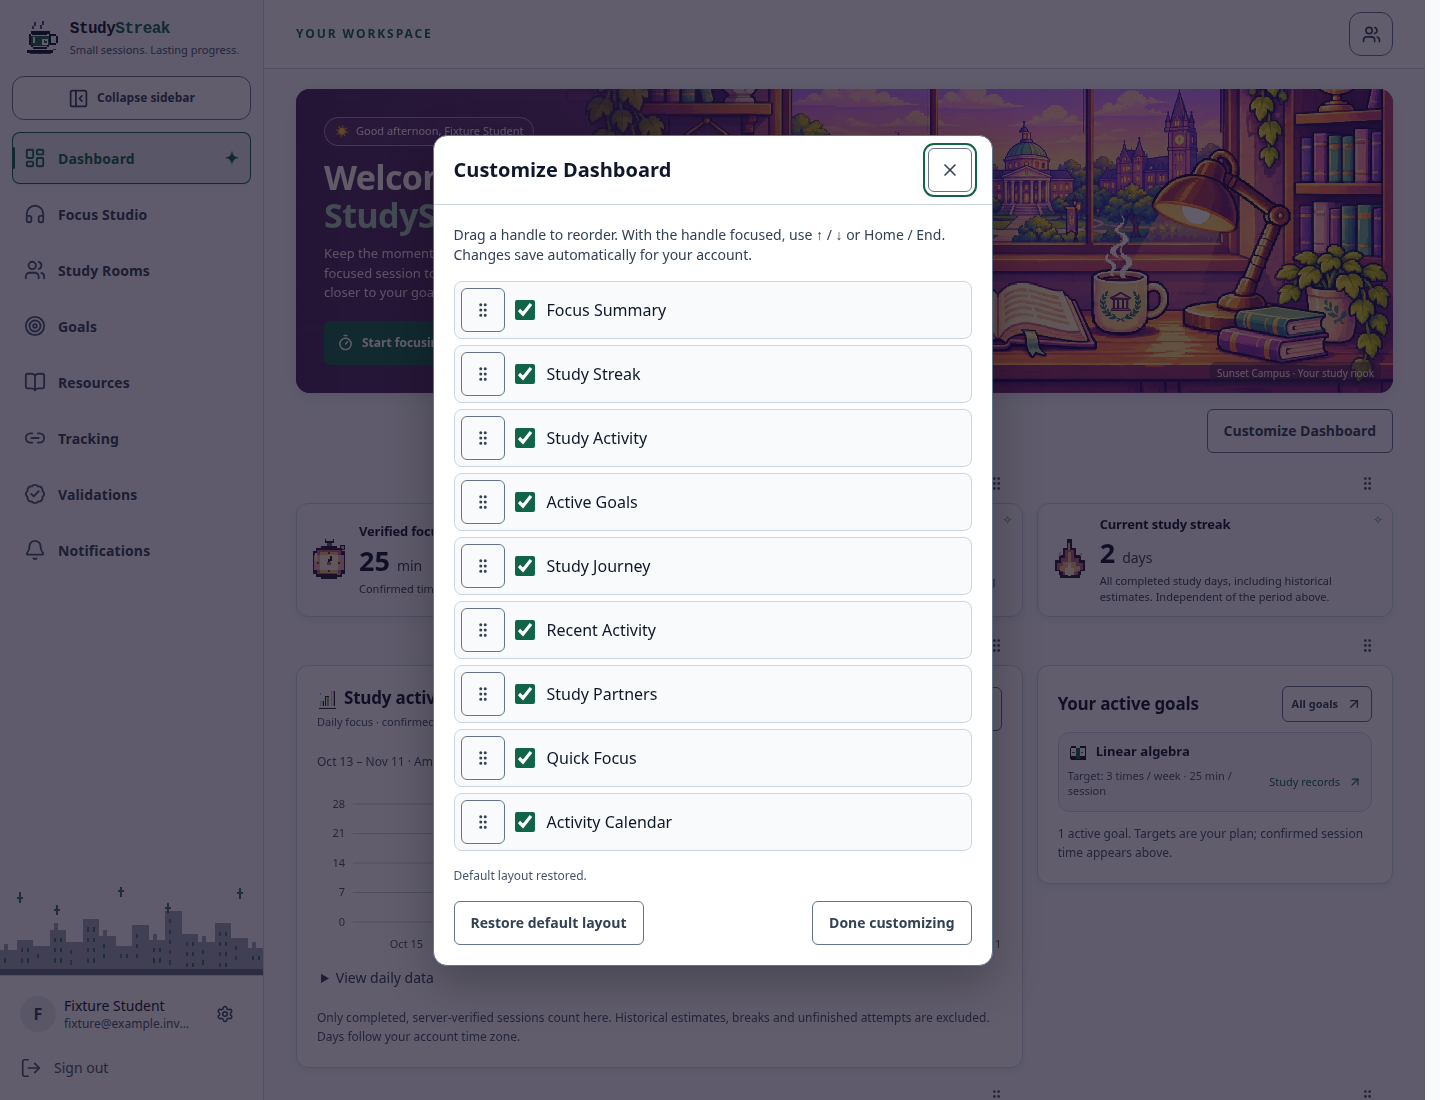 StudyStreak
Small sessions. Lasting progress.
Collapse sidebar
Dashboard
Focus Studio
Study Rooms
Goals
Resources
Tracking
Validations
Notifications
F
Fixture Student
fixture@example.inv...
Sign out
YOUR WORKSPACE
Good afternoon, Fixture Student
Welcom
StudyS
Keep the moment
focused session to
closer to your goa
Start focusin
Sunset Campus · Your study nook
Customize Dashboard
Verified focu
25 min
Confirmed tim
Current study streak
2 days
All completed study days, including historical
estimates. Independent of the period above.
Study activ
Daily focus · confirmed
Oct 13 – Nov 11 · Am
28
21
14
7
0
Oct 15
1
View daily data
Only completed, server-verified sessions count here. Historical estimates, breaks and unfinished attempts are excluded.
Days follow your account time zone.
Your active goals
All goals
Linear algebra
Target: 3 times / week · 25 min /
session
Study records
1 active goal. Targets are your plan; confirmed session
time appears above.
Customize Dashboard
Drag a handle to reorder. With the handle focused, use ↑ / ↓ or Home / End.
Changes save automatically for your account.
Focus Summary
Study Streak
Study Activity
Active Goals
Study Journey
Recent Activity
Study Partners
Quick Focus
Activity Calendar
Default layout restored.
Restore default layout
Done customizing